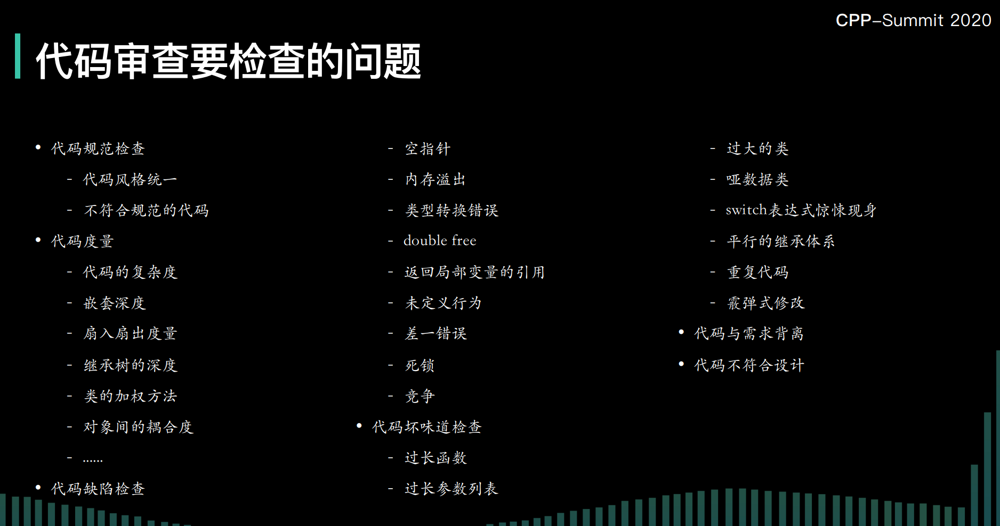 CPP-Summit 2020
代码审查要检查的问题
• 代码规范检查
- 代码风格统一
- 不符合规范的代码
• 代码度量
- 代码的复杂度
- 嵌套深度
- 扇入扇出度量
- 继承树的深度
- 类的加权方法
- 对象间的耦合度
- ......
• 代码缺陷检查
- 空指针
- 内存溢出
- 类型转换错误
- double free
- 返回局部变量的引用
- 未定义行为
- 差一错误
- 死锁
- 竞争
• 代码坏味道检查
- 过长函数
- 过长参数列表
- 过大的类
- 哑数据类
- switch表达式惊悚现身
- 平行的继承体系
- 重复代码
- 霰弹式修改
• 代码与需求背离
• 代码不符合设计